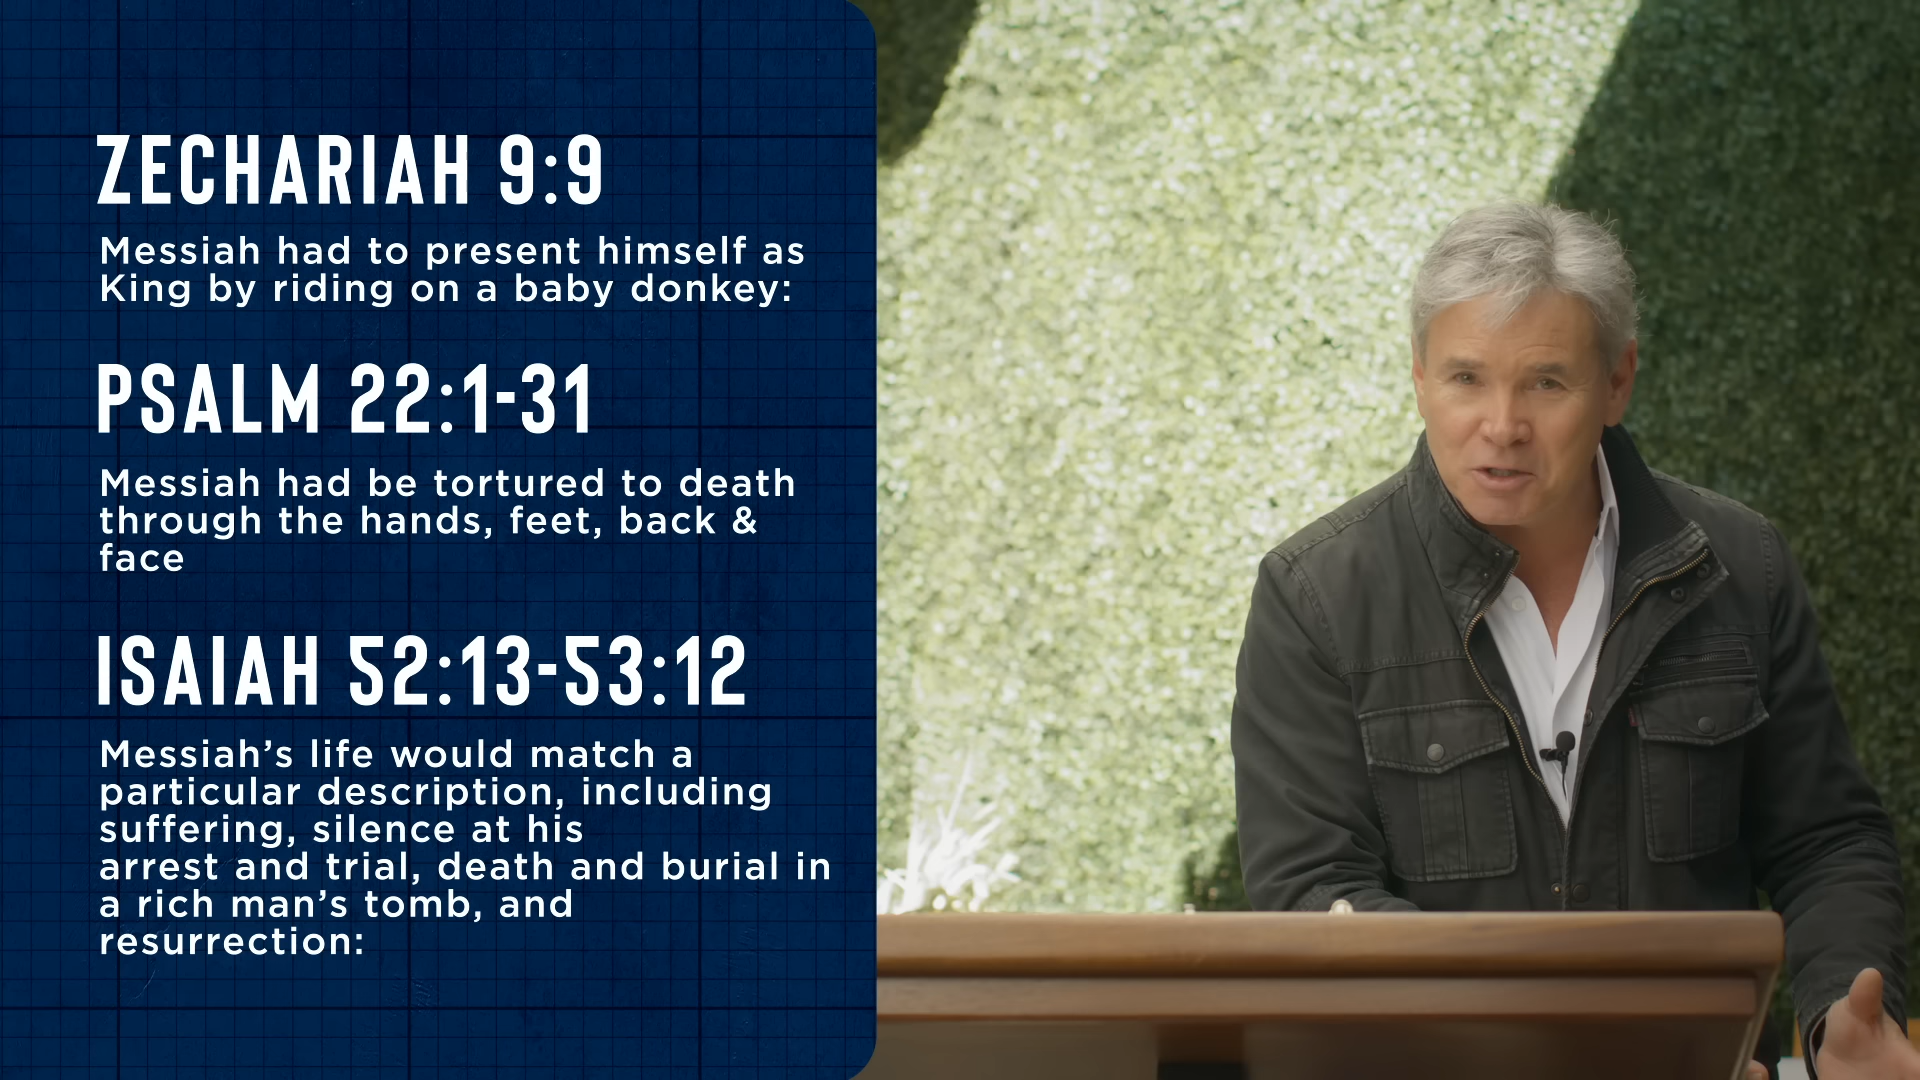 ZECHARIAH 9:9
Messiah had to present himself as
King by riding on a baby donkey:
PSALM 22:1-31
Messiah had be tortured to death
through the hands, feet, back &
face
ISAIAH 52:13-53:12
Messiah’s life would match a
particular description, including
suffering, silence at his
arrest and trial, death and burial in
a rich man’s tomb, and
resurrection: